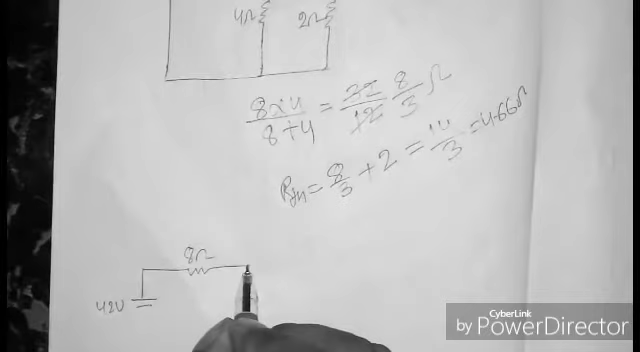 4Ω 2Ω
8×4 / 8+4 = 32 / 12 8 / 3 Ω
Rth = 8/3 + 2 = 14/3 = 4.66Ω
8Ω
42V
CyberLink
by PowerDirector